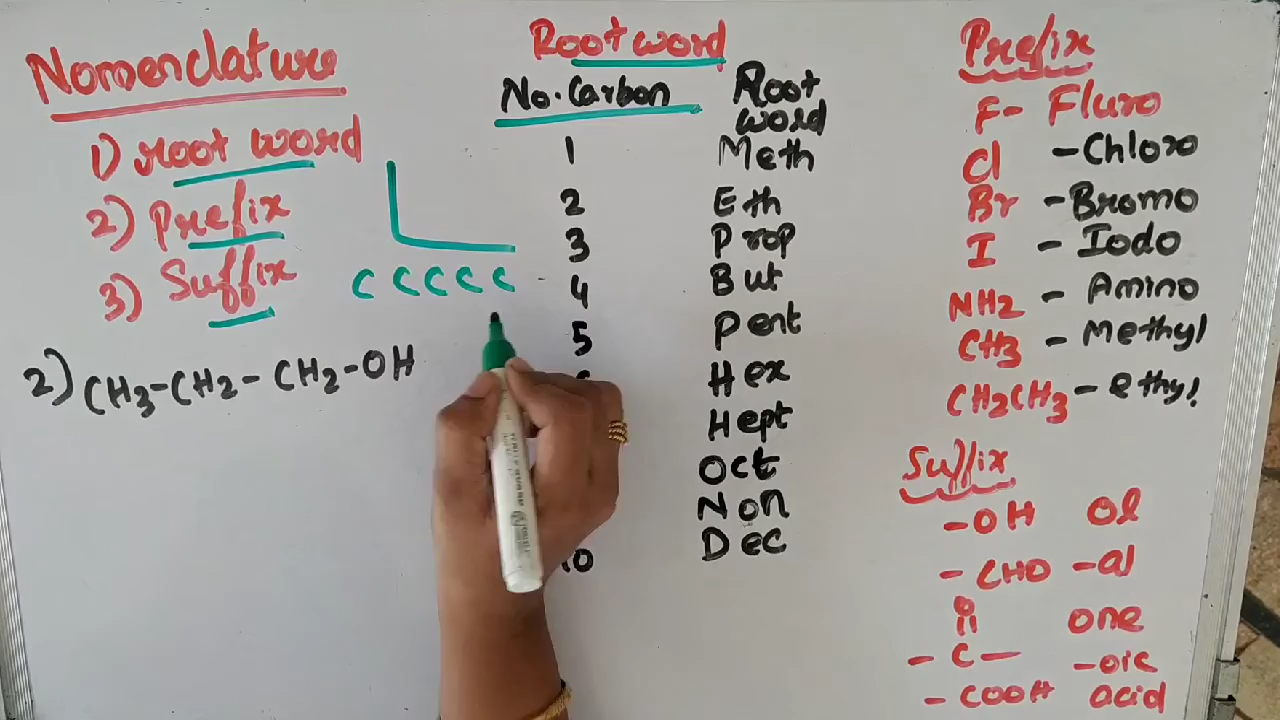 Nomenclature
1) root word
2) Prefix
3) Suffix
C C C C C
2) CH3-CH2-CH2-OH
Root word
No. Carbon Root word
1 Meth
2 Eth
3 Prop
4 But
5 Pent
Hex
Hept
Oct
Non
10 Dec
Prefix
F- Fluro
Cl -Chloro
Br -Bromo
I - Iodo
NH2 - Amino
CH3 - Methyl
CH2CH3 - ethyl
Suffix
-OH Ol
- CHO -al
O
- C - one
- COOH -oic acid